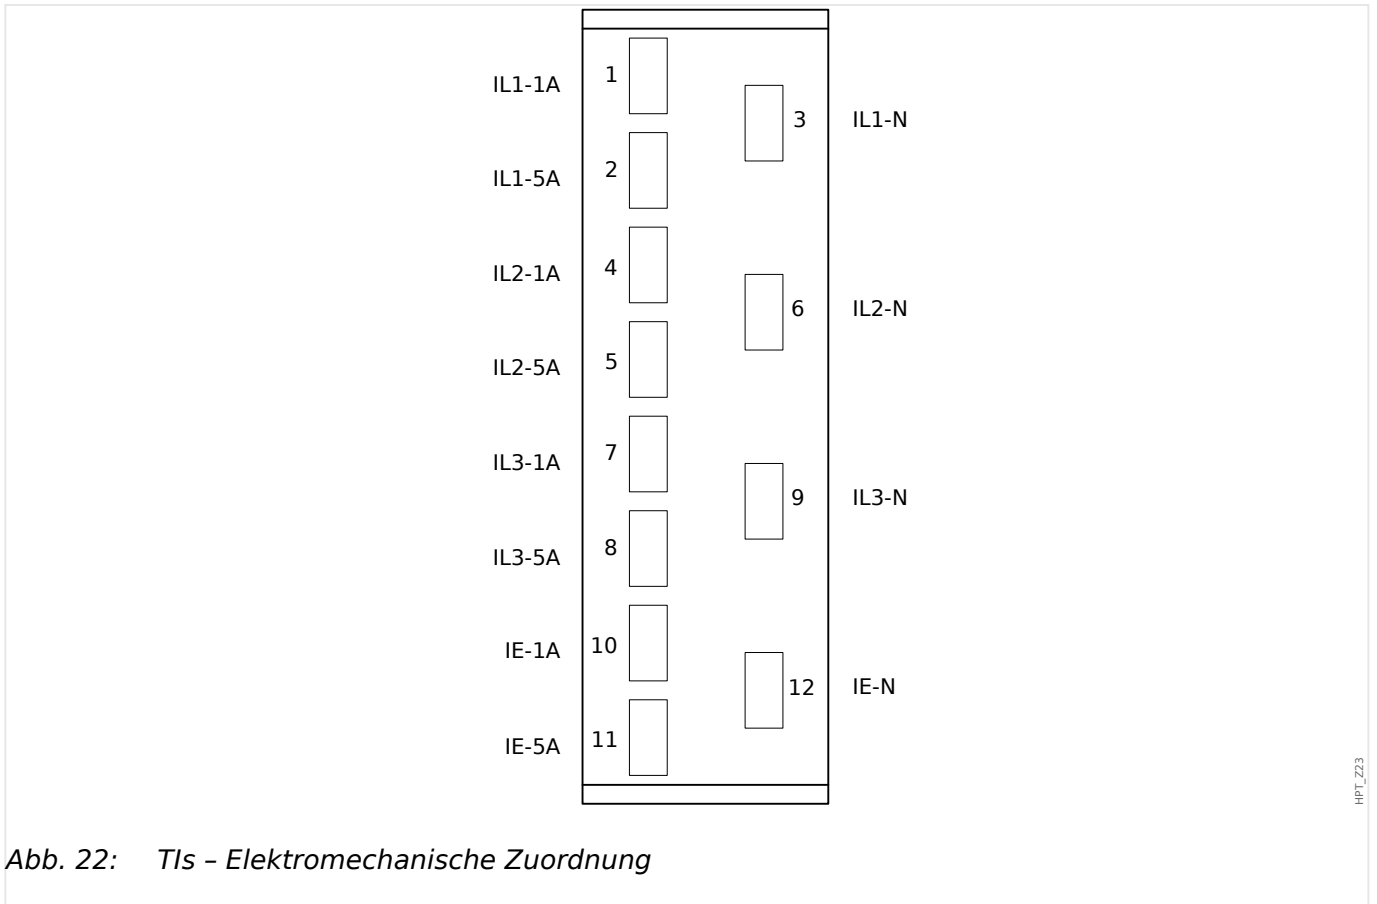 IL1-1A 1
3 IL1-N
IL1-5A 2
IL2-1A 4
6 IL2-N
IL2-5A 5
IL3-1A 7
9 IL3-N
IL3-5A 8
IE-1A 10
12 IE-N
IE-5A 11
HPT_Z23
Abb. 22: TIs – Elektromechanische Zuordnung